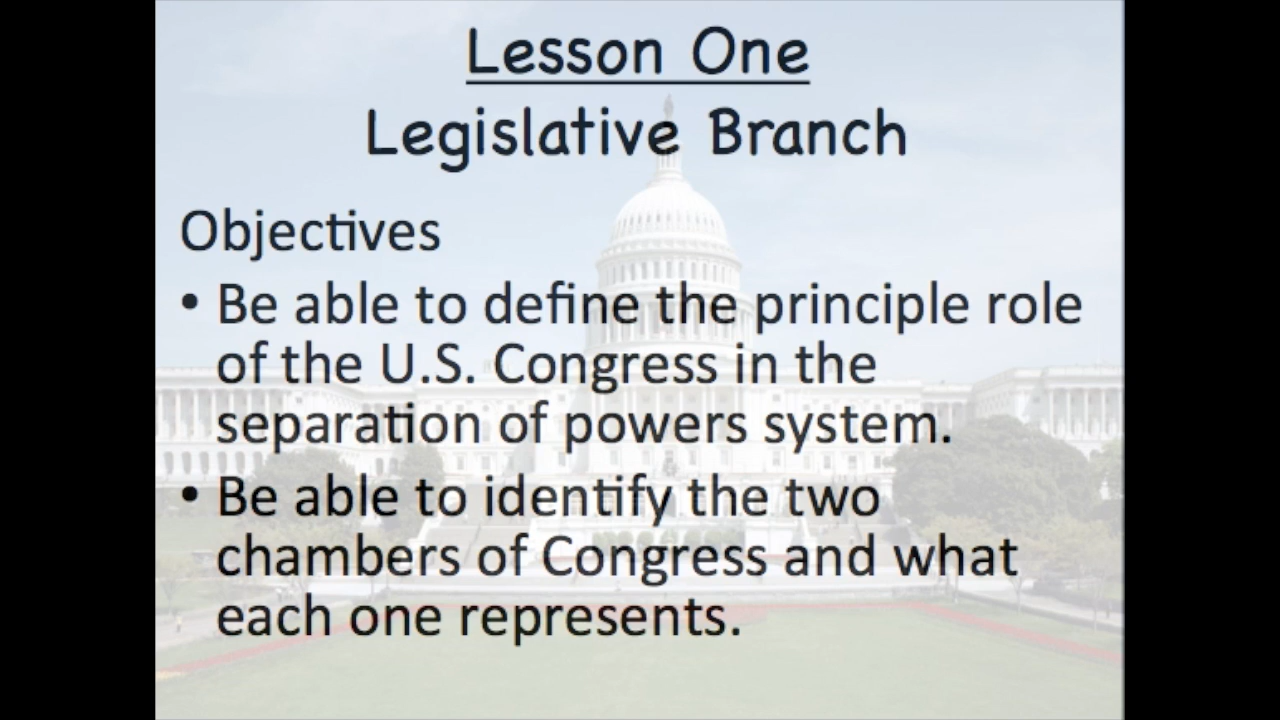 Lesson One
Legislative Branch
Objectives
• Be able to define the principle role
of the U.S. Congress in the
separation of powers system.
• Be able to identify the two
chambers of Congress and what
each one represents.